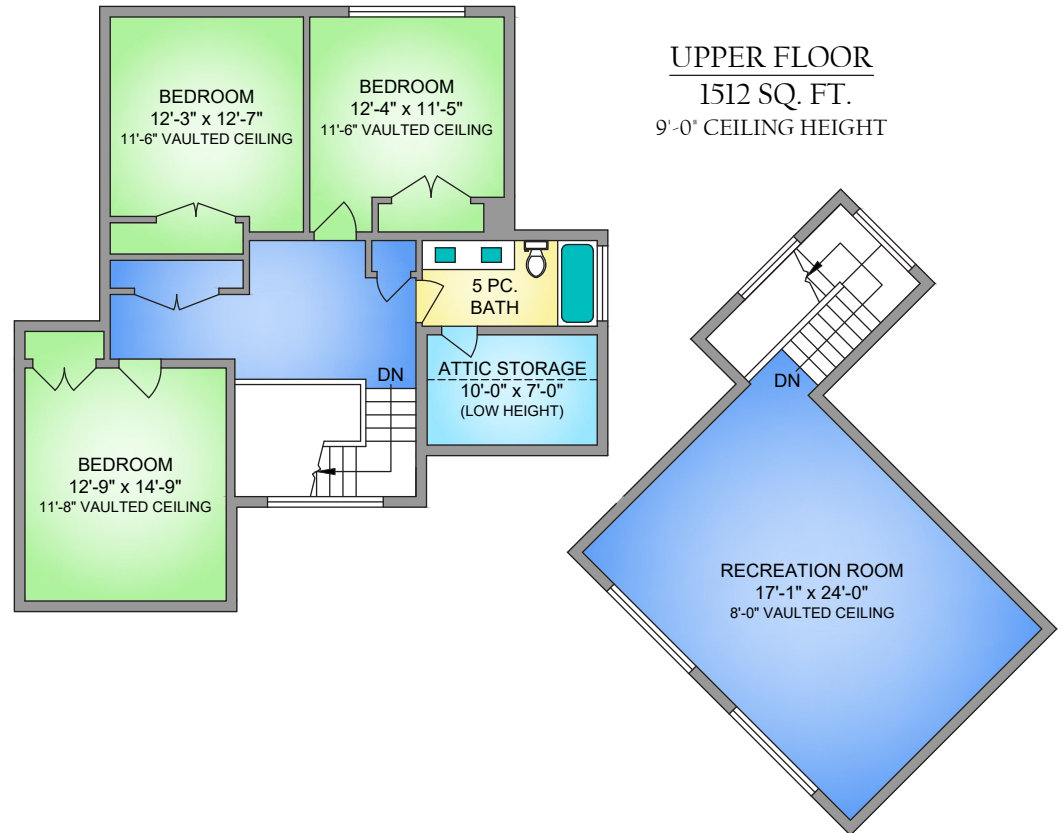 UPPER FLOOR
1512 SQ. FT.
9'-0" CEILING HEIGHT
BEDROOM
12'-3" x 12'-7"
11'-6" VAULTED CEILING
BEDROOM
12'-4" x 11'-5"
11'-6" VAULTED CEILING
5 PC.
BATH
DN
ATTIC STORAGE
10'-0" x 7'-0"
(LOW HEIGHT)
BEDROOM
12'-9" x 14'-9"
11'-8" VAULTED CEILING
DN
RECREATION ROOM
17'-1" x 24'-0"
8'-0" VAULTED CEILING